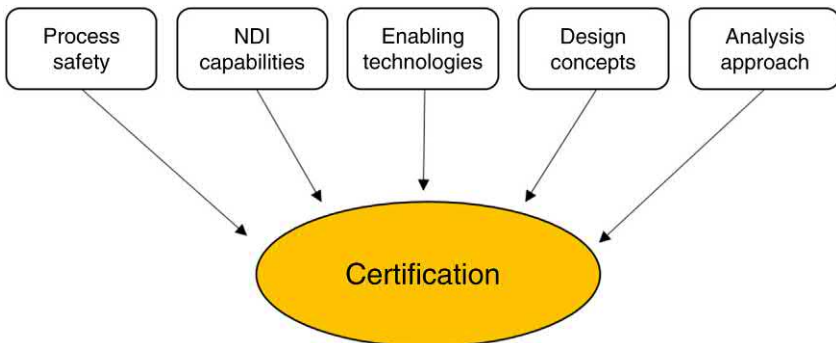 Process
safety
NDI
capabilities
Enabling
technologies
Design
concepts
Analysis
approach
Certification